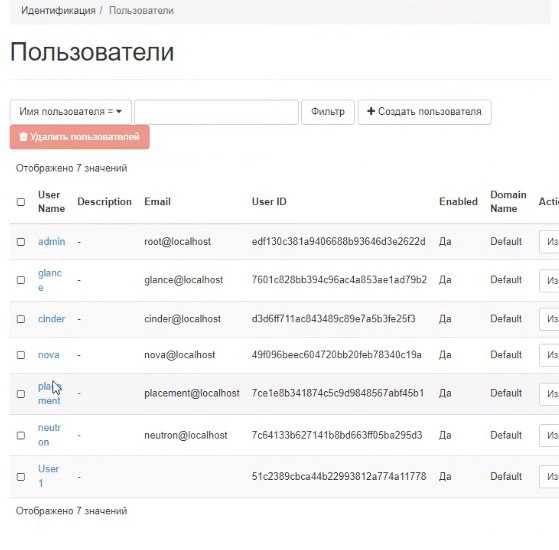 Идентификация / Пользователи
Пользователи
Имя пользователя =
Фильтр
Создать пользователя
Удалить пользователей
Отображено 7 значений
User Name Description Email User ID Enabled Domain Name Acti
admin - root@localhost edf130c381a9406688b93646d3e2622d Да Default Из
glance - glance@localhost 7601c828bb394c96ac4a853ae1ad79b2 Да Default Из
cinder - cinder@localhost d3d6ff711ac843489c89e7a5b3fe25f3 Да Default Из
nova - nova@localhost 49f096beec604720bb20feb78340c19a Да Default Из
placement - placement@localhost 7ce1e8b341874c5c9d9848567abf45b1 Да Default Из
neutron - neutron@localhost 7c64133b627141b8bd663ff05ba295d3 Да Default Из
User1 - 51c2389cbca44b22993812a774a11778 Да Default Из
Отображено 7 значений